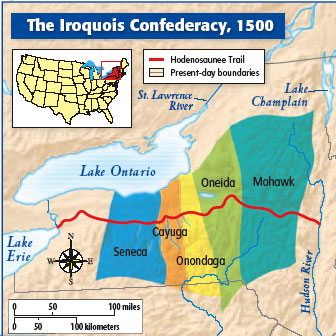 The Iroquois Confederacy, 1500
Hodenosaunee Trail
Present-day boundaries
St. Lawrence
River
Lake
Champlain
Lake Ontario
Oneida
Mohawk
Cayuga
Lake
Erie
Seneca
Onondaga
Hudson River
N
W
E
S
0 50 100 miles
0 50 100 kilometers